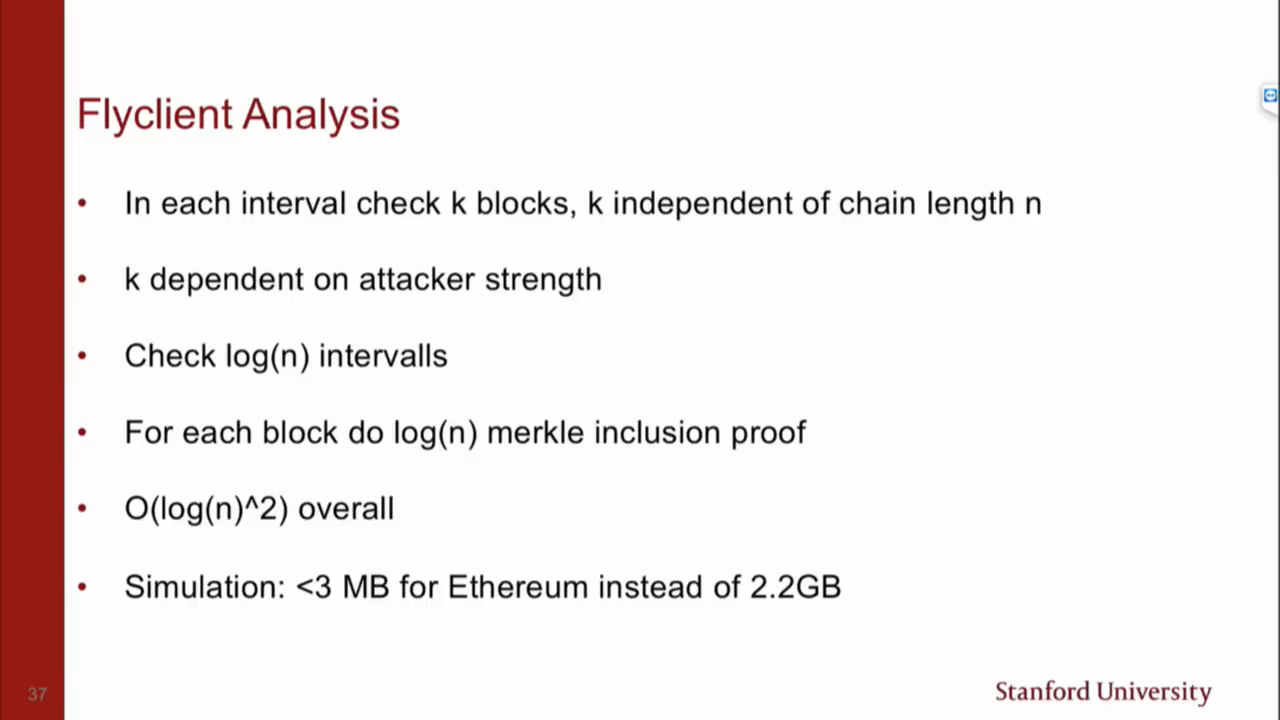 Flyclient Analysis
• In each interval check k blocks, k independent of chain length n
• k dependent on attacker strength
• Check log(n) intervalls
• For each block do log(n) merkle inclusion proof
• O(log(n)^2) overall
• Simulation: <3 MB for Ethereum instead of 2.2GB
37
Stanford University